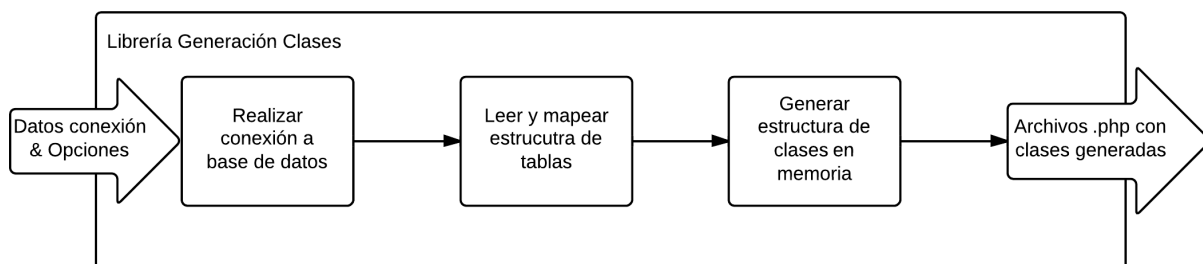 Librería Generación Clases
Datos conexión
& Opciones
Realizar
conexión a
base de datos
Leer y mapear
estrucutra de
tablas
Generar
estructura de
clases en
memoria
Archivos .php con
clases generadas